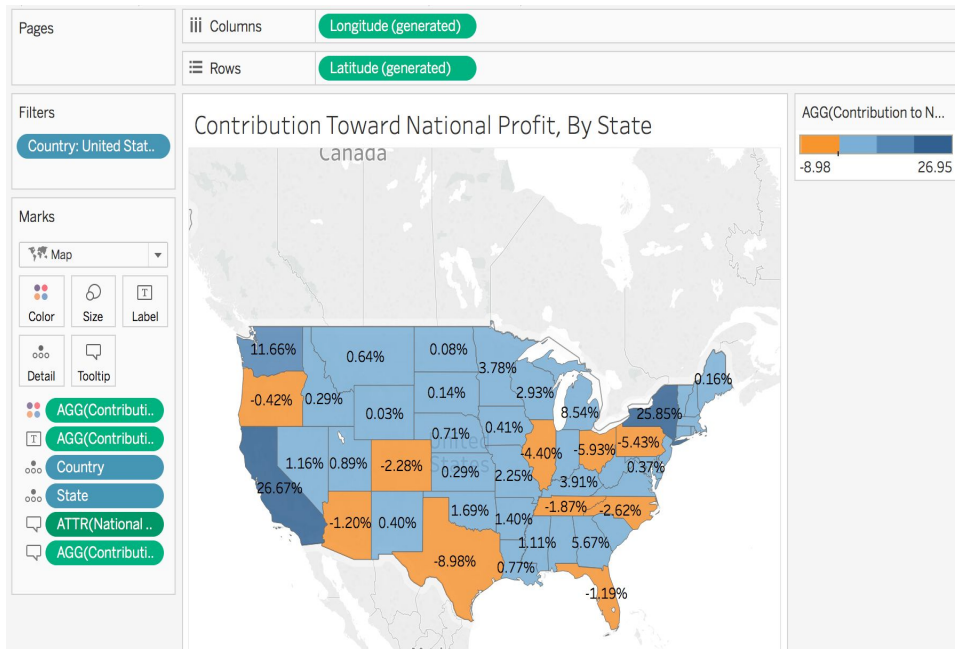 Pages
Columns
Longitude (generated)
Rows
Latitude (generated)
Filters
Country: United Stat..
Marks
Map
Color
Size
Label
Detail
Tooltip
AGG(Contributi..
AGG(Contributi..
Country
State
ATTR(National ..
AGG(Contributi..
Contribution Toward National Profit, By State
Canada
11.66%
0.64%
0.08%
3.78%
0.16%
-0.42%
0.29%
0.03%
0.14%
2.93%
8.54%
25.85%
0.71%
0.41%
-4.40%
-5.93%
-5.43%
26.67%
1.16%
0.89%
-2.28%
United
States
0.29%
2.25%
3.91%
0.37%
-1.20%
0.40%
1.69%
1.40%
-1.87%
-2.62%
-8.98%
0.77%
1.11%
5.67%
-1.19%
AGG(Contribution to N...
-8.98
26.95